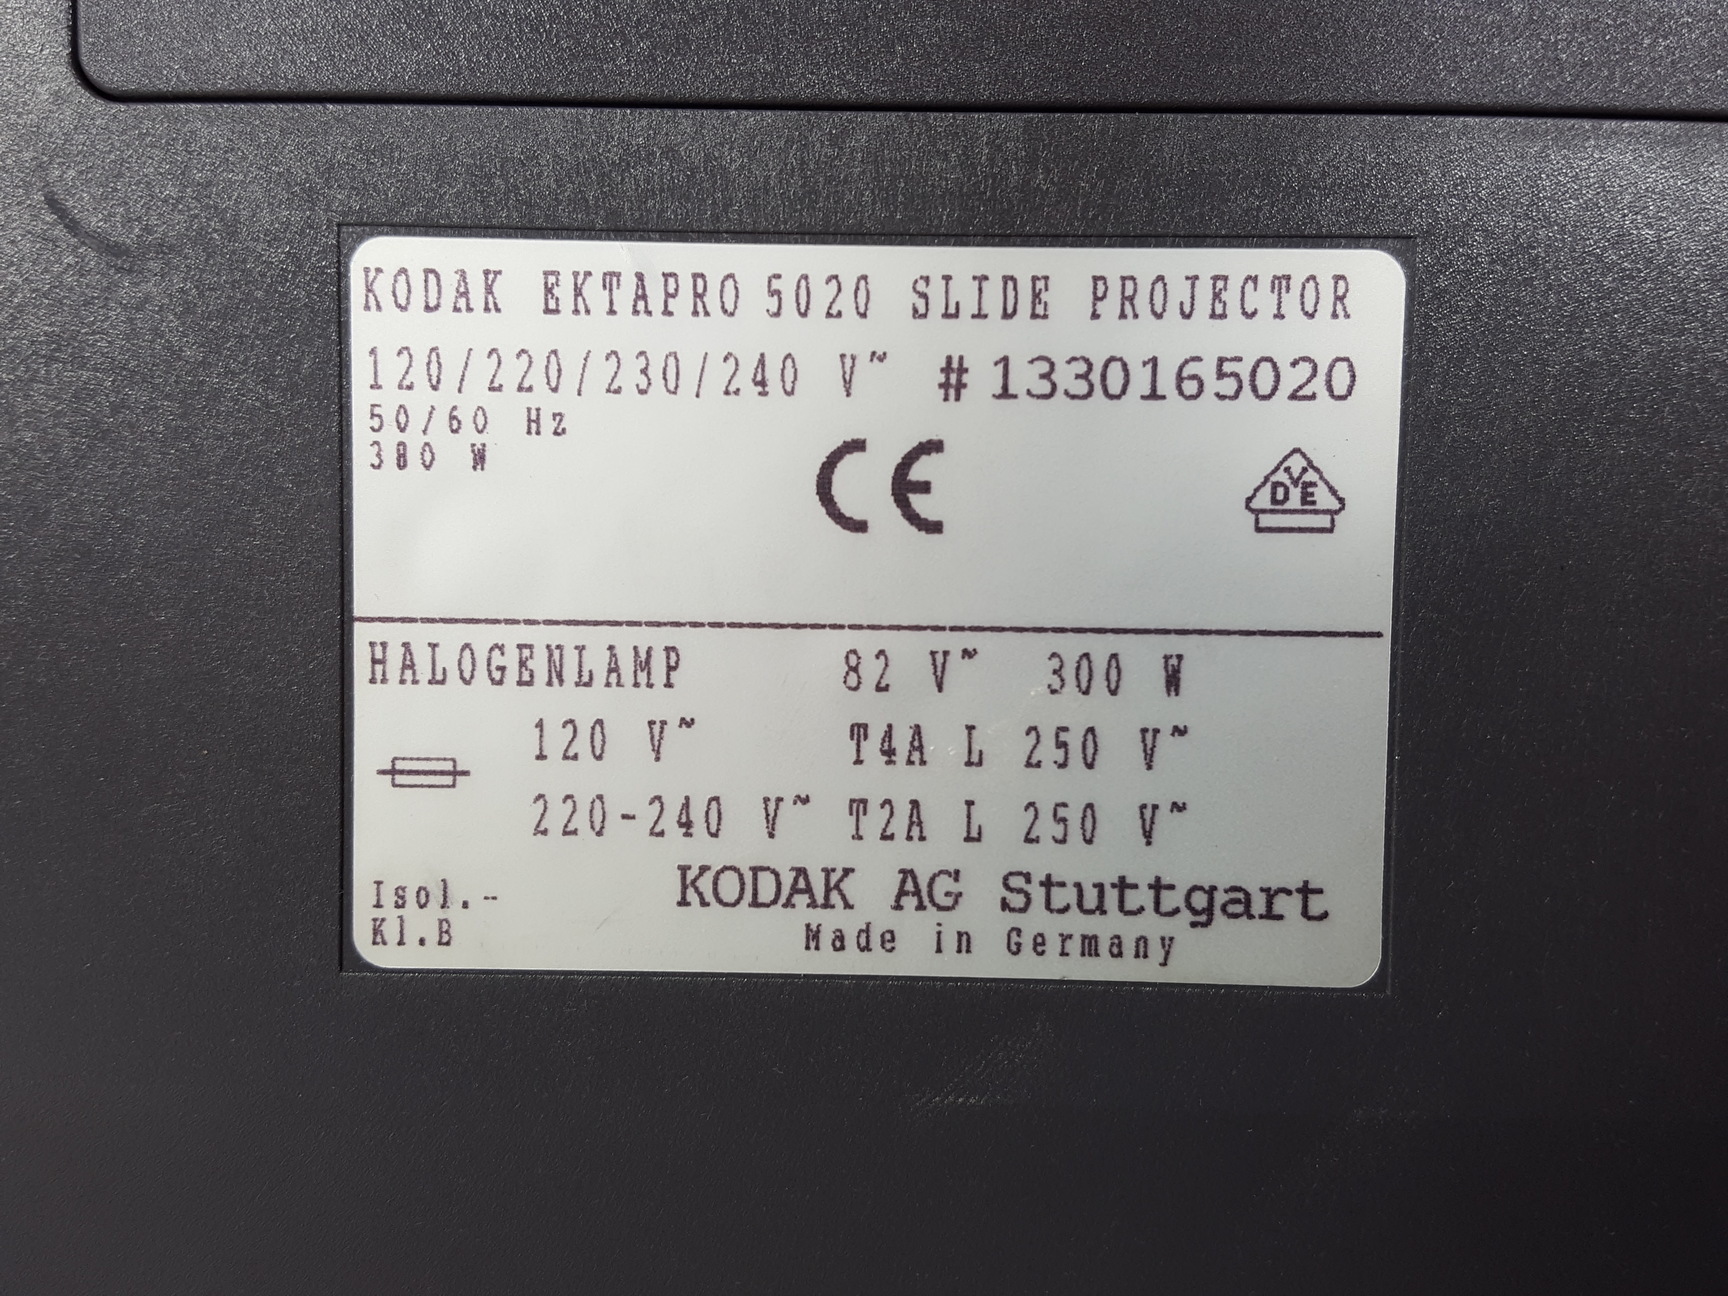 KODAK EKTAPRO 5020 SLIDE PROJECTOR
120/220/230/240 V~ #1330165020
50/60 Hz
380 W
CE
VDE
HALOGENLAMP 82 V~ 300 W
120 V~ T4A L 250 V~
220-240 V~ T2A L 250 V~
Isol.-
Kl.B
KODAK AG Stuttgart
Made in Germany